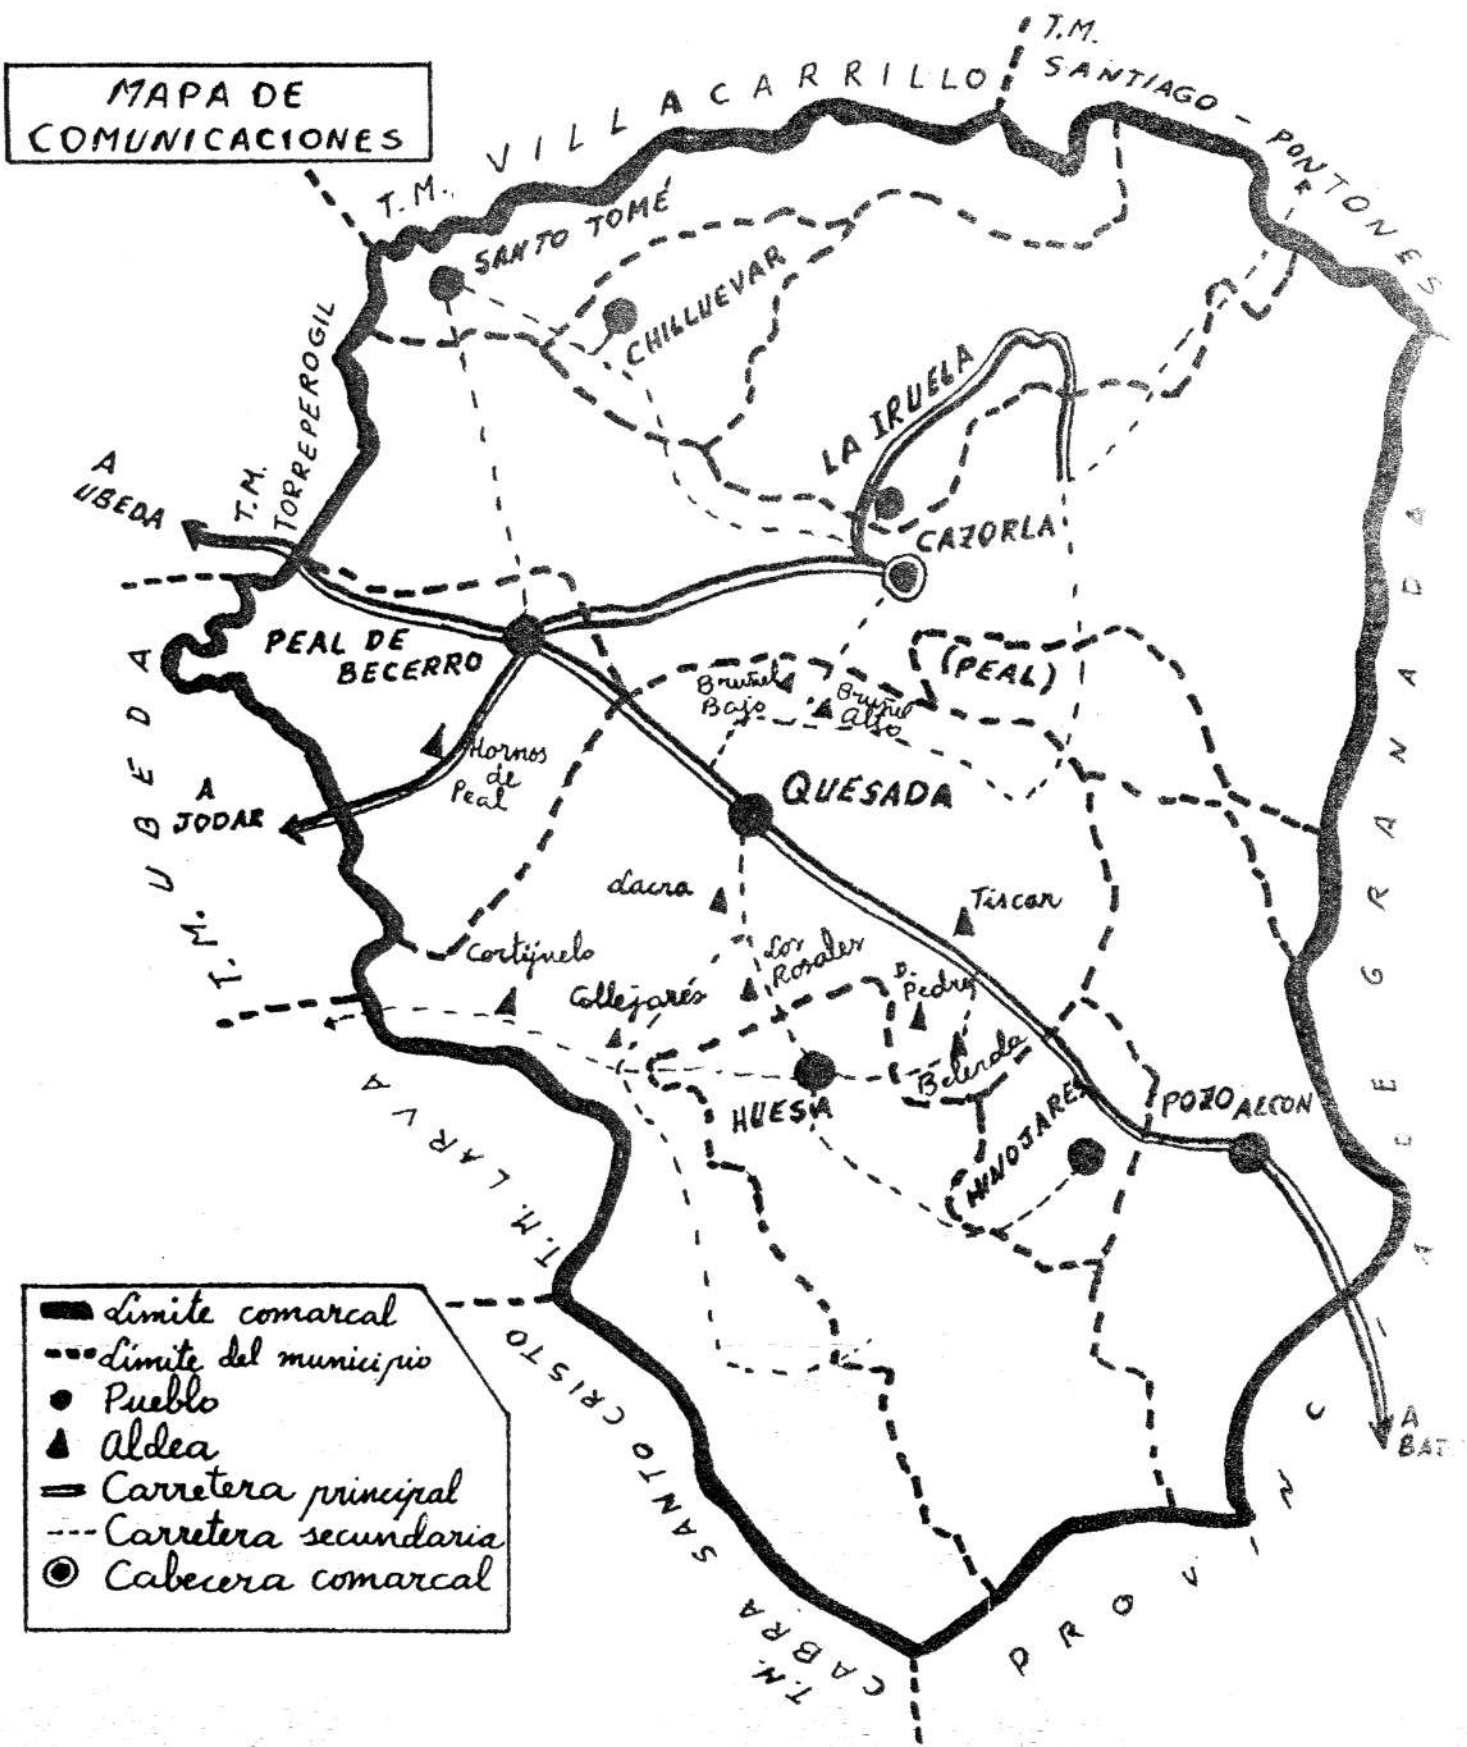 MAPA DE
COMUNICACIONES
T.M.
SANTIAGO - PONTONES
T.M. VILLACARRILLO
SANTO TOMÉ
CHILLUEVAR
T.M.
TORREPEROGIL
LA IRUELA
A
UBEDA
CAZORLA
PEAL DE
BECERRO
(PEAL)
Bruñel
Bajo
Bruñel
Alto
Hornos
de
Peal
A
JODAR
QUESADA
T.M. UBEDA
Lacra
Tiscar
Cortijuelo
Los
Rosales
Collejarés
D.
Pedro
Belerda
HUESA
HINOJARES
POZO ALCON
T.M. LARVA
T.M.
CABRA SANTO CRISTO
PROVINCIA DE GRANADA
A
BAZ
Limite comarcal
Límite del municipio
Pueblo
Aldea
Carretera principal
Carretera secundaria
Cabecera comarcal